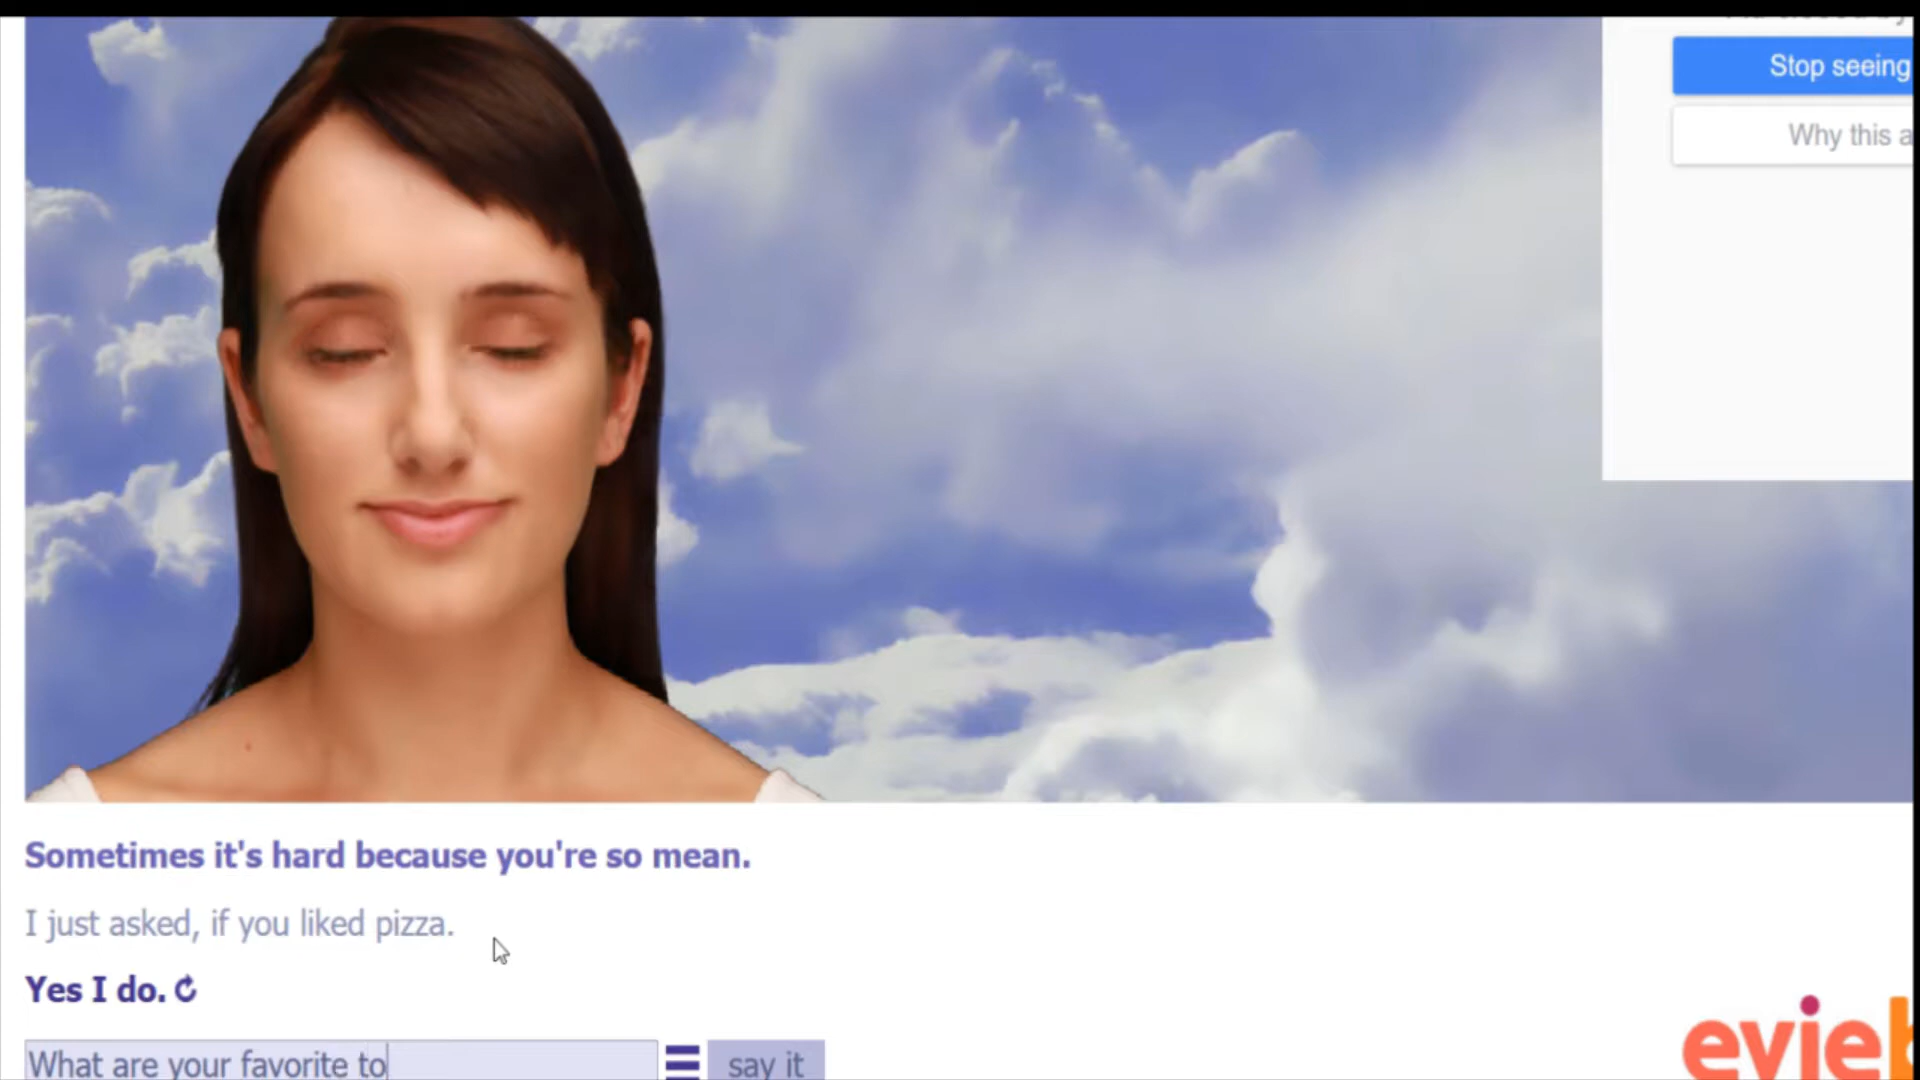 Stop seeing
Why this a
Sometimes it's hard because you're so mean.
I just asked, if you liked pizza.
Yes I do.
What are your favorite to
say it
evieb